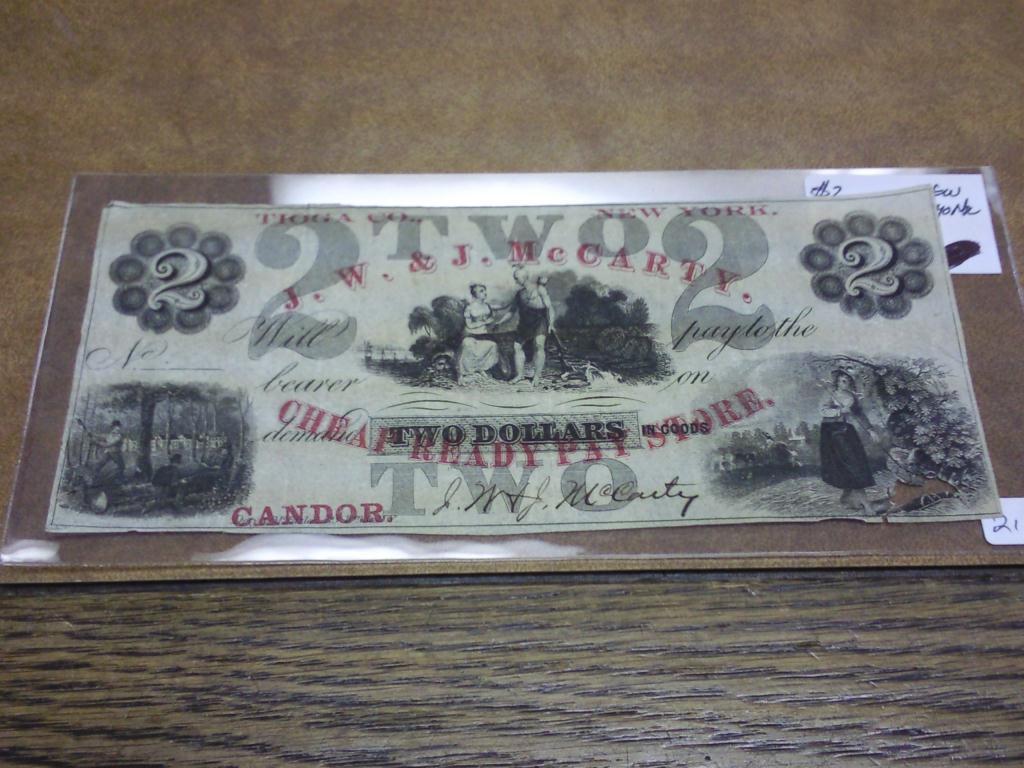 TIOGA CO., NEW YORK.
TWO
2 2 2 2
J. W. & J. McCARTY.
No. Will pay to the
bearer on
CHEAP READY PAY STORE.
demand TWO DOLLARS IN GOODS
TWO
CANDOR. J. W. & J. McCarty
21